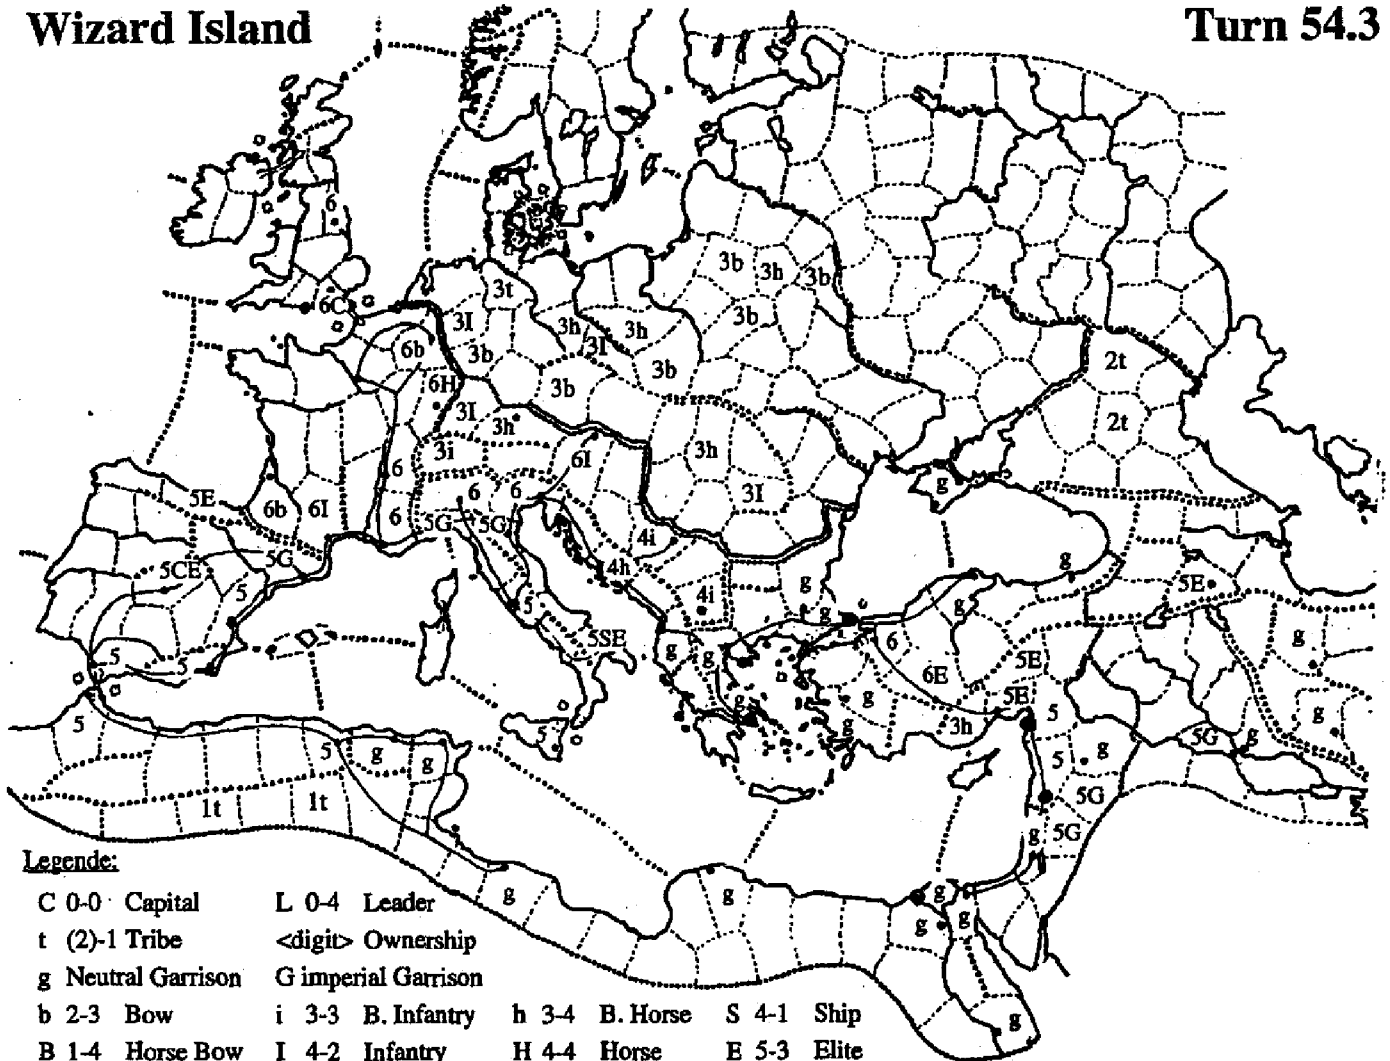 Wizard Island
Turn 54.3
6
3b
3h
3b
3t
6C
3I
3h
3h
3b
3I
2t
6b
3b
3b
3b
6H
3I
3h
2t
3i
6I
3h
6
g
5E
6b
6I
6
6
3I
6
5G
5G
4i
5G
5CE
5
4h
4i
g
g
g
5E
g
5
g
5
5
5SE
g
g
6
6E
5E
5E
g
g
g
5
5
5
g
g
g
3h
5
5G
g
g
5
g
1t
1t
5G
5G
g
Legende:
g
g
g
g
g
g
C 0-0 Capital L 0-4 Leader
t (2)-1 Tribe <digit> Ownership
g Neutral Garrison G imperial Garrison
b 2-3 Bow i 3-3 B. Infantry h 3-4 B. Horse S 4-1 Ship
B 1-4 Horse Bow I 4-2 Infantry H 4-4 Horse E 5-3 Elite